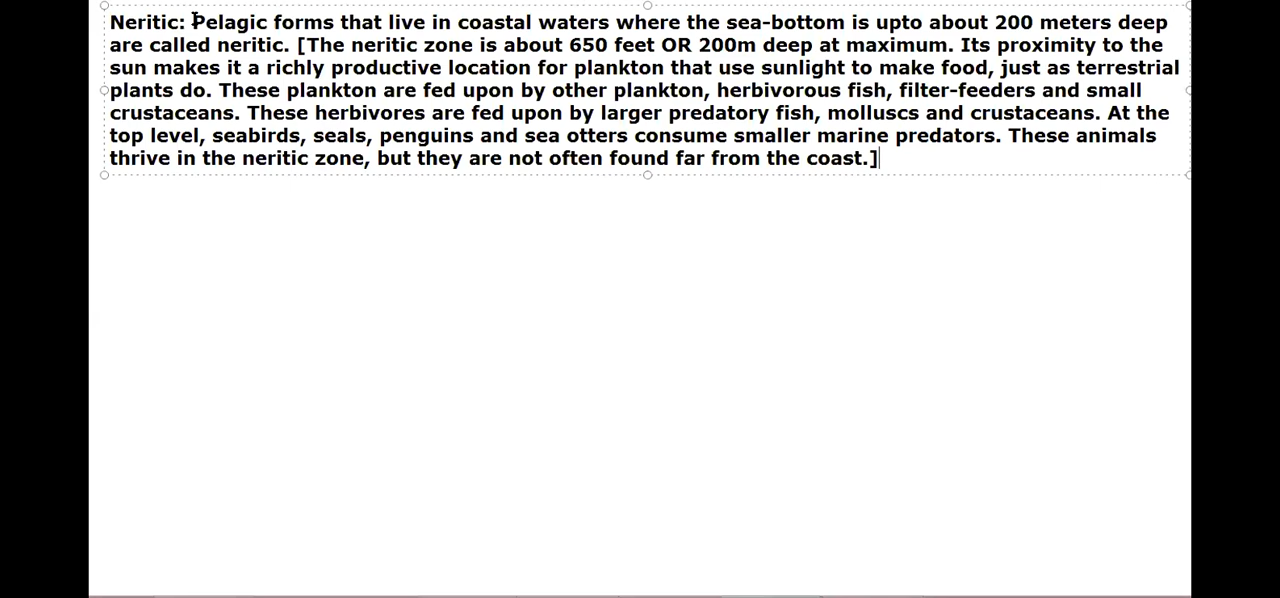 Neritic: Pelagic forms that live in coastal waters where the sea-bottom is upto about 200 meters deep
are called neritic. [The neritic zone is about 650 feet OR 200m deep at maximum. Its proximity to the
sun makes it a richly productive location for plankton that use sunlight to make food, just as terrestrial
plants do. These plankton are fed upon by other plankton, herbivorous fish, filter-feeders and small
crustaceans. These herbivores are fed upon by larger predatory fish, molluscs and crustaceans. At the
top level, seabirds, seals, penguins and sea otters consume smaller marine predators. These animals
thrive in the neritic zone, but they are not often found far from the coast.]